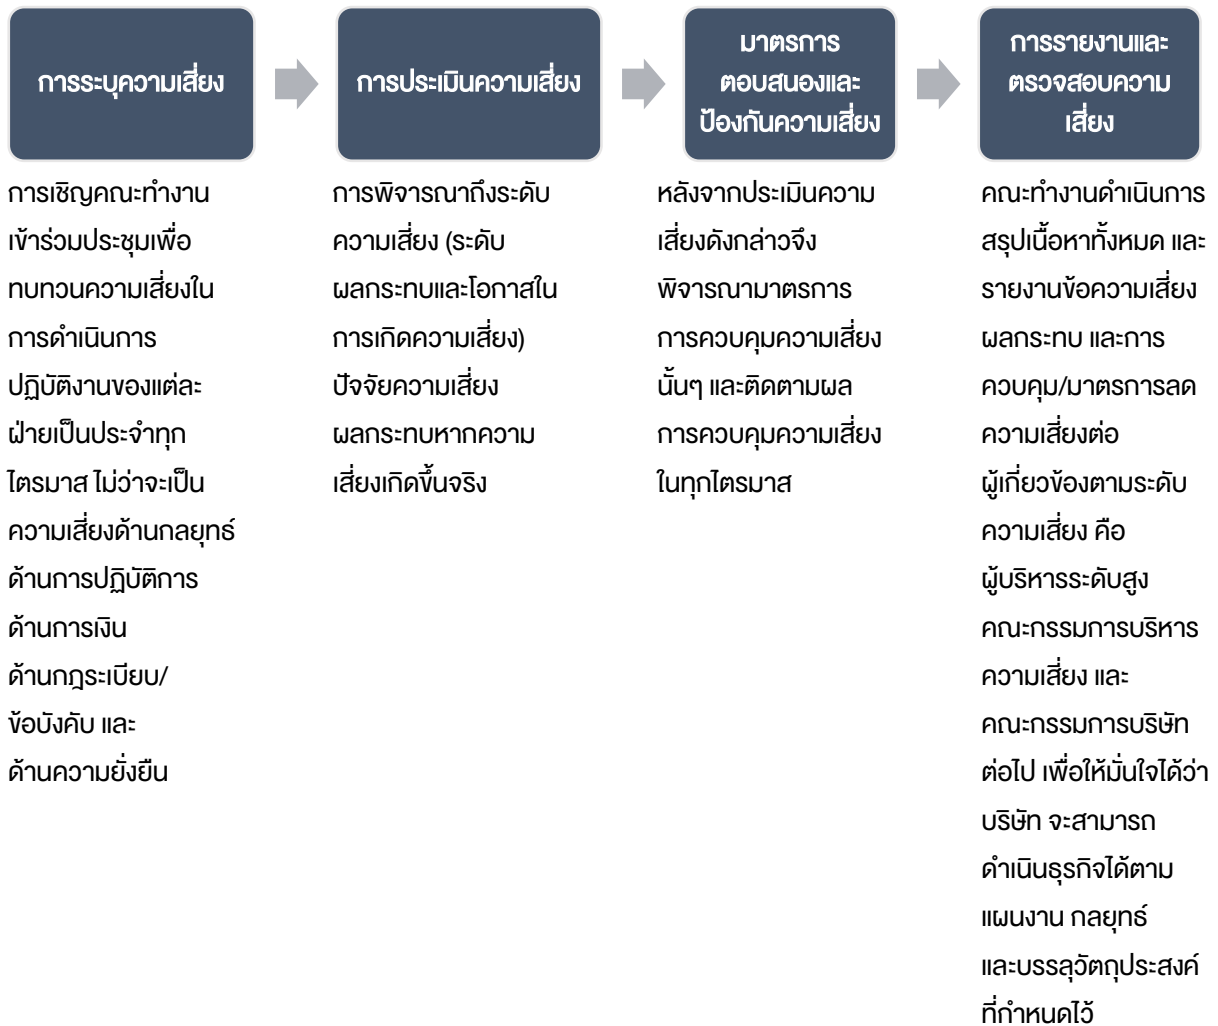 การระบุความเสี่ยง
การเชิญคณะทำงาน
เข้าร่วมประชุมเพื่อ
ทบทวนความเสี่ยงใน
การดำเนินการ
ปฏิบัติงานของแต่ละ
ฝ่ายเป็นประจำทุก
ไตรมาส ไม่ว่าจะเป็น
ความเสี่ยงด้านกลยุทธ์
ด้านการปฏิบัติการ
ด้านการเงิน
ด้านกฎระเบียบ/
ข้อบังคับ และ
ด้านความยั่งยืน
การประเมินความเสี่ยง
การพิจารณาถึงระดับ
ความเสี่ยง (ระดับ
ผลกระทบและโอกาสใน
การเกิดความเสี่ยง)
ปัจจัยความเสี่ยง
ผลกระทบหากความ
เสี่ยงเกิดขึ้นจริง
มาตรการ
ตอบสนองและ
ป้องกันความเสี่ยง
หลังจากประเมินความ
เสี่ยงดังกล่าวจึง
พิจารณามาตรการ
การควบคุมความเสี่ยง
นั้นๆ และติดตามผล
การควบคุมความเสี่ยง
ในทุกไตรมาส
การรายงานและ
ตรวจสอบความ
เสี่ยง
คณะทำงานดำเนินการ
สรุปเนื้อหาทั้งหมด และ
รายงานข้อความเสี่ยง
ผลกระทบ และการ
ควบคุม/มาตรการลด
ความเสี่ยงต่อ
ผู้เกี่ยวข้องตามระดับ
ความเสี่ยง คือ
ผู้บริหารระดับสูง
คณะกรรมการบริหาร
ความเสี่ยง และ
คณะกรรมการบริษัท
ต่อไป เพื่อให้มั่นใจได้ว่า
บริษัท จะสามารถ
ดำเนินธุรกิจได้ตาม
แผนงาน กลยุทธ์
และบรรลุวัตถุประสงค์
ที่กำหนดไว้